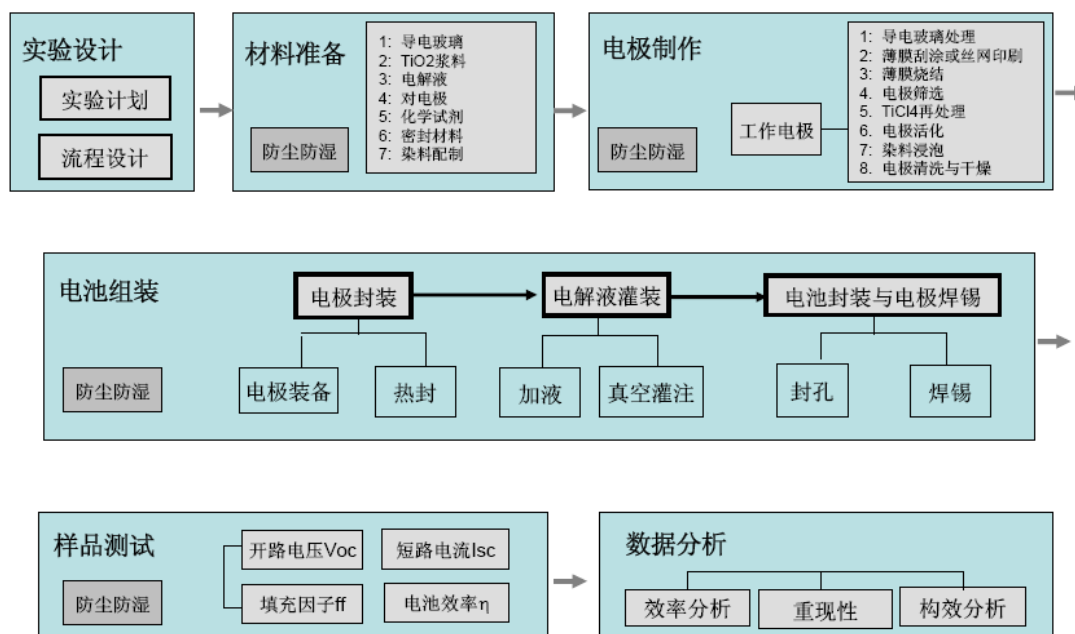 实验设计
实验计划
流程设计
材料准备
防尘防湿
1: 导电玻璃
2: TiO2浆料
3: 电解液
4: 对电极
5: 化学试剂
6: 密封材料
7: 染料配制
电极制作
防尘防湿
工作电极
1: 导电玻璃处理
2: 薄膜刮涂或丝网印刷
3: 薄膜烧结
4. 电极筛选
5. TiCl4再处理
6. 电极活化
7. 染料浸泡
8. 电极清洗与干燥
电池组装
防尘防湿
电极封装
电解液灌装
电池封装与电极焊锡
电极装备
热封
加液
真空灌注
封孔
焊锡
样品测试
防尘防湿
开路电压Voc
短路电流Isc
填充因子ff
电池效率η
数据分析
效率分析
重现性
构效分析